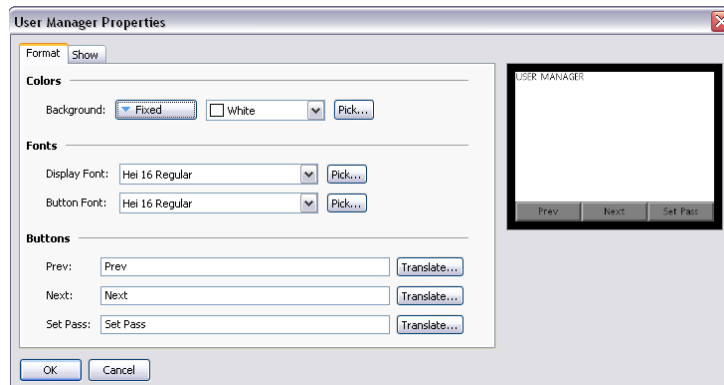 User Manager Properties
Format Show
Colors
Background: Fixed White Pick...
Fonts
Display Font: Hei 16 Regular Pick...
Button Font: Hei 16 Regular Pick...
Buttons
Prev: Prev Translate...
Next: Next Translate...
Set Pass: Set Pass Translate...
OK Cancel
USER MANAGER
Prev Next Set Pass